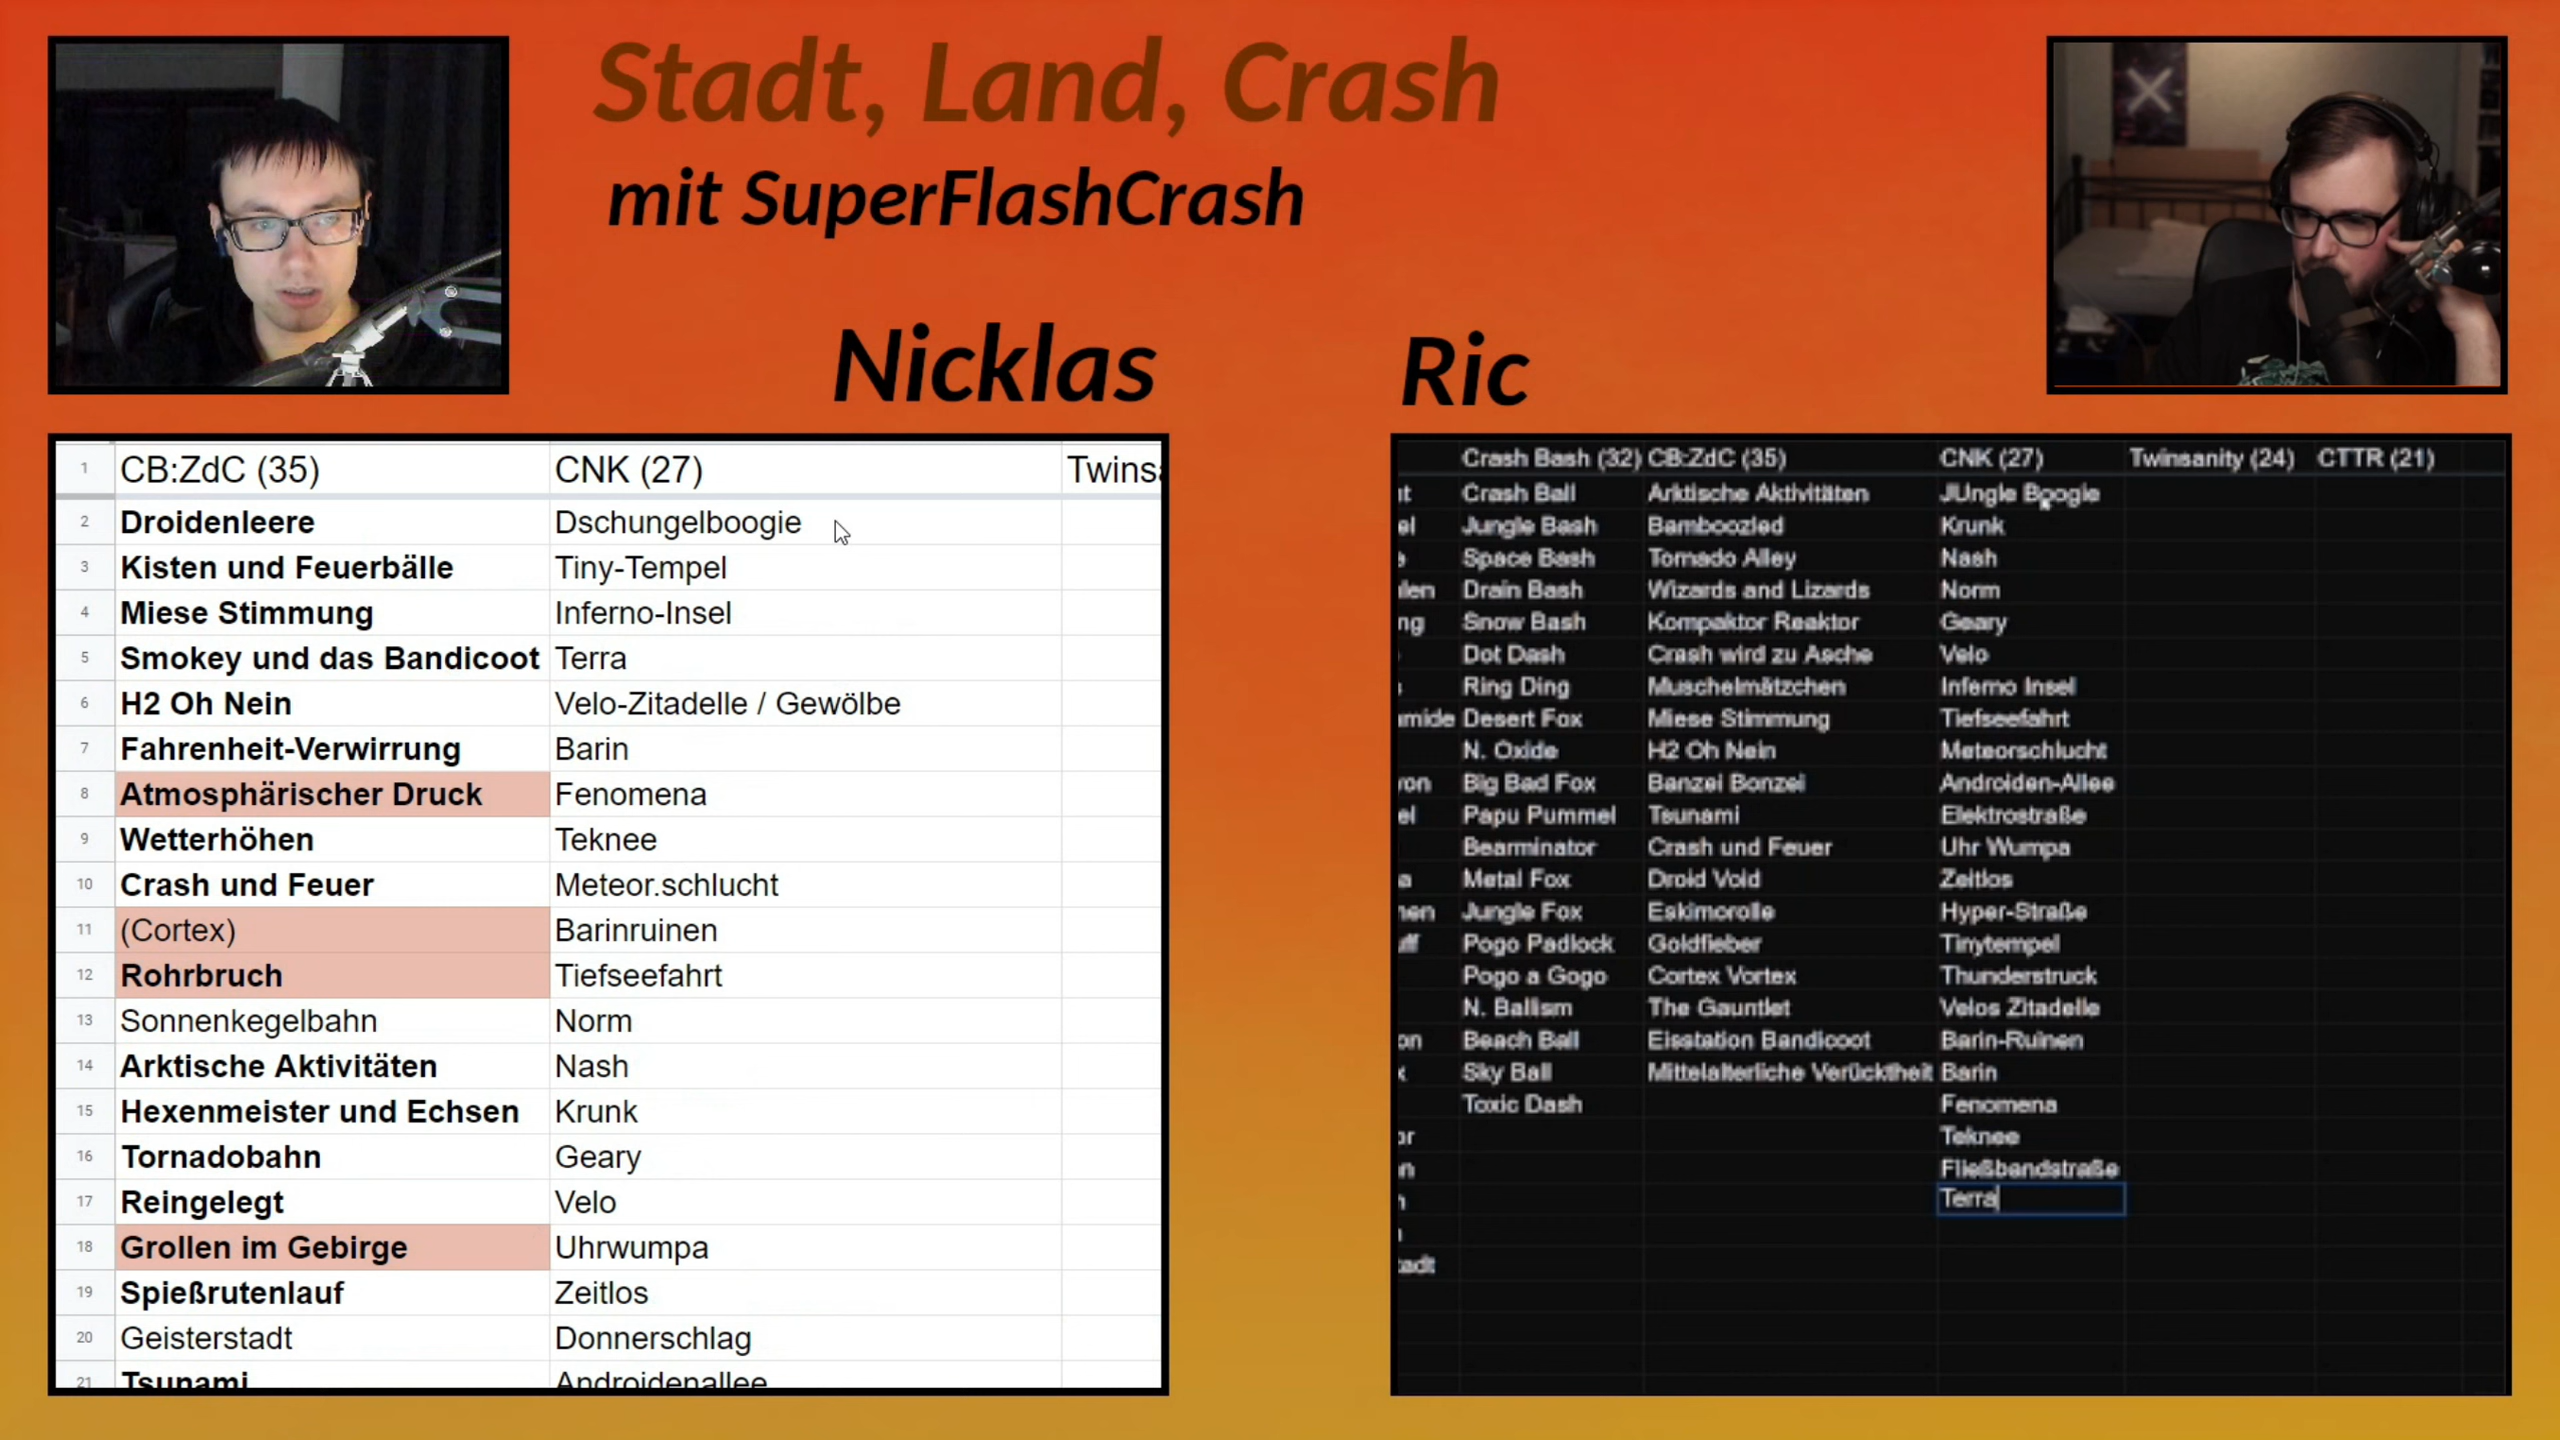 Stadt, Land, Crash
mit SuperFlashCrash
Nicklas
Ric
1 CB:ZdC (35) CNK (27)
2 Droidenleere Dschungelboogie
3 Kisten und Feuerbälle Tiny-Tempel
4 Miese Stimmung Inferno-Insel
5 Smokey und das Bandicoot Terra
6 H2 Oh Nein Velo-Zitadelle / Gewölbe
7 Fahrenheit-Verwirrung Barin
8 Atmosphärischer Druck Fenomena
9 Wetterhöhen Teknee
10 Crash und Feuer Meteor.schlucht
11 (Cortex) Barinruinen
12 Rohrbruch Tiefseefahrt
13 Sonnenkegelbahn Norm
14 Arktische Aktivitäten Nash
15 Hexenmeister und Echsen Krunk
16 Tornadobahn Geary
17 Reingelegt Velo
18 Grollen im Gebirge Uhrwumpa
19 Spießrutenlauf Zeitlos
20 Geisterstadt Donnerschlag
21 Tsunami Androidenallee
Crash Bash (32) CB:ZdC (35) CNK (27) Twinsanity (24) CTTR (21)
Crash Ball Arktische Aktivitäten JUngle Boogie
Jungle Bash Bamboozled Krunk
Space Bash Tornado Alley Nash
Drain Bash Wizards and Lizards Norm
Snow Bash Kompaktor Reaktor Geary
Dot Dash Crash wird zu Asche Velo
Ring Ding Muschelmätzchen Inferno Insel
Desert Fox Miese Stimmung Tiefseefahrt
N. Oxide H2 Oh Nein Meteorschlucht
Big Bad Fox Banzei Bonzei Androiden-Allee
Papu Pummel Tsunami Elektrostraße
Bearminator Crash und Feuer Uhr Wumpa
Metal Fox Droid Void Zeitlos
Jungle Fox Eskimorolle Hyper-Straße
Pogo Padlock Goldfieber Tinytempel
Pogo a Gogo Cortex Vortex Thunderstruck
N. Ballism The Gauntlet Velos Zitadelle
Beach Ball Eisstation Bandicoot Barin-Ruinen
Sky Ball Mittelalterliche Verücktheit Barin
Toxic Dash Fenomena
Teknee
Fließbandstraße
Terra